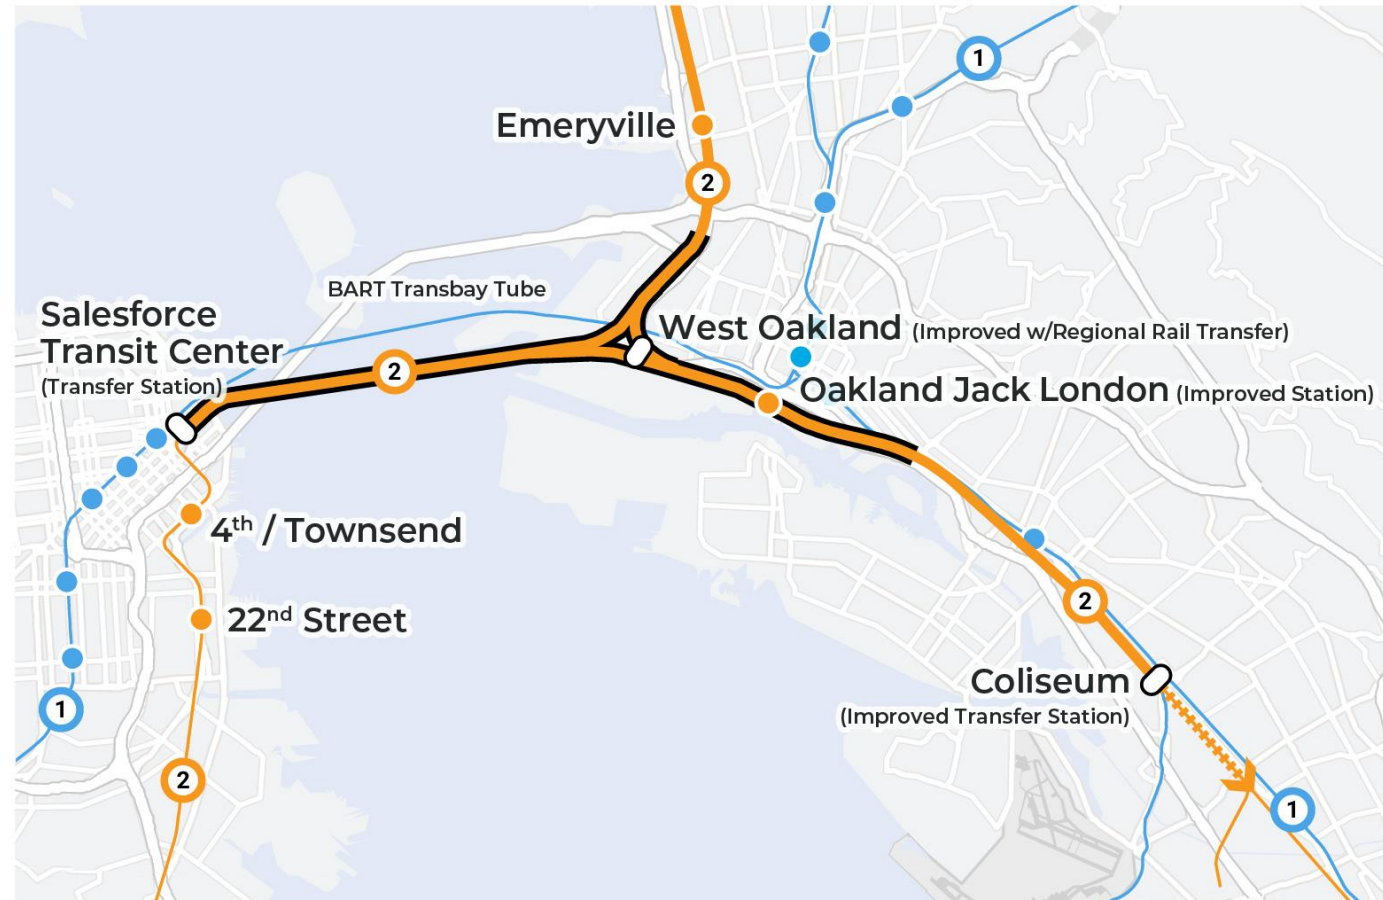 1
Emeryville
2
BART Transbay Tube
Salesforce
Transit Center
(Transfer Station)
2
West Oakland (Improved w/Regional Rail Transfer)
Oakland Jack London (Improved Station)
4th / Townsend
22nd Street
2
Coliseum
(Improved Transfer Station)
1
2
1